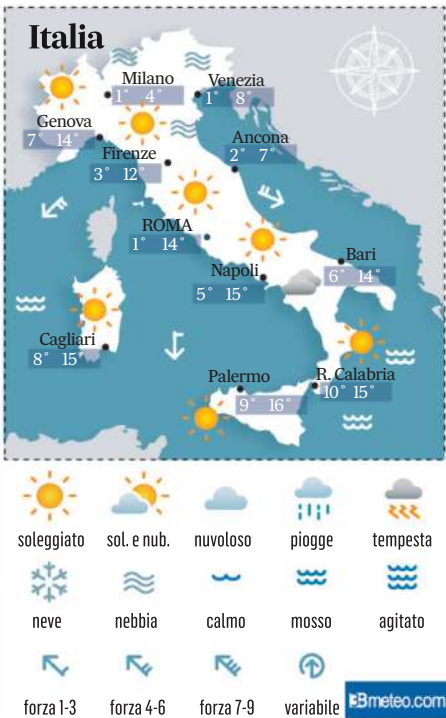 Italia
Milano
1° 4°
Venezia
1° 8°
Genova
7° 14°
Ancona
2° 7°
Firenze
3° 12°
ROMA
1° 14°
Bari
6° 14°
Napoli
5° 15°
Cagliari
8° 15°
Palermo
9° 16°
R. Calabria
10° 15°
soleggiato sol. e nub. nuvoloso piogge tempesta
neve nebbia calmo mosso agitato
forza 1-3 forza 4-6 forza 7-9 variabile
3Bmeteo.com